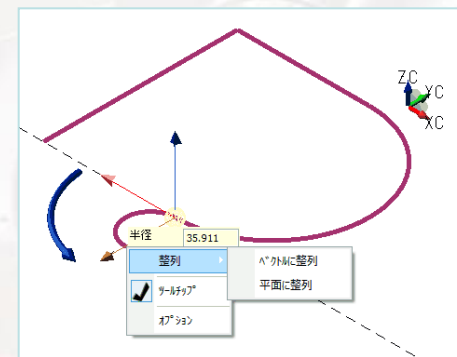 ZC
YC
XC
半径 35.911
整列
ﾍﾞｸﾄﾙに整列
平面に整列
ﾂｰﾙﾁｯﾌﾟ
ｵﾌﾟｼｮﾝ